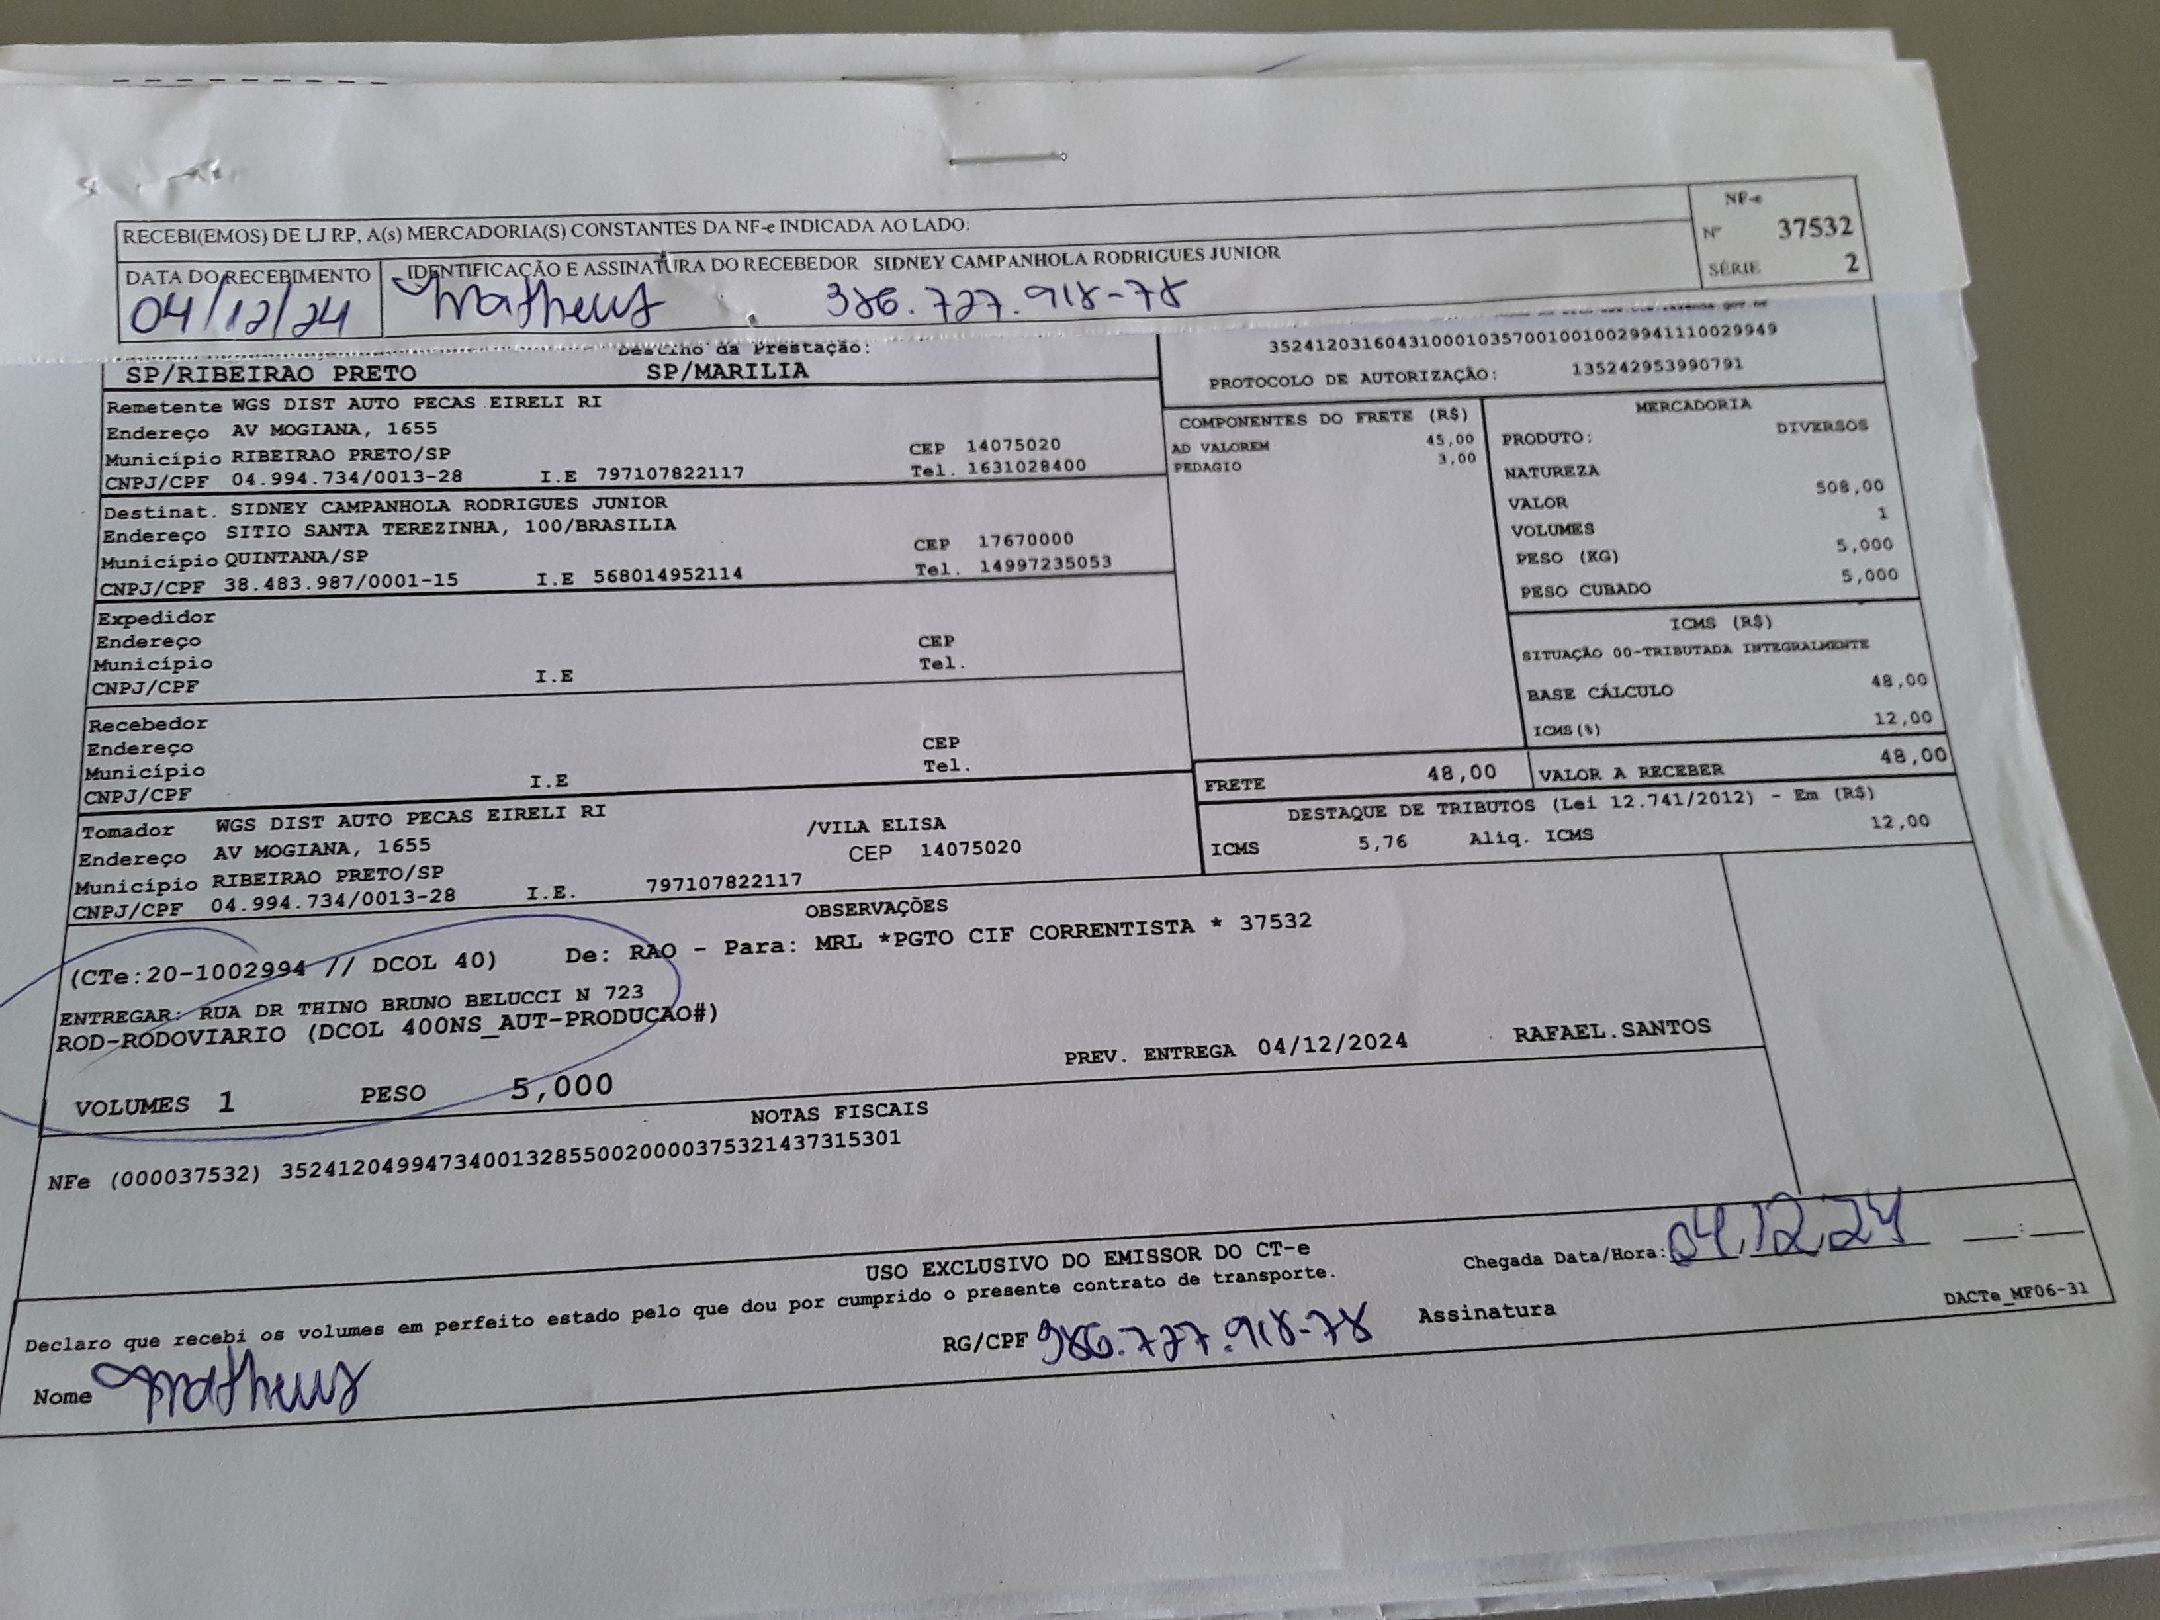 RECEBI(EMOS) DE LJ RP, A(s) MERCADORIA(S) CONSTANTES DA NF-e INDICADA AO LADO:
NF-e
Nº 37532
SÉRIE 2
DATA DO RECEBIMENTO
04/12/24
IDENTIFICAÇÃO E ASSINATURA DO RECEBEDOR SIDNEY CAMPANHOLA RODRIGUES JUNIOR
Matheus 386.727.918-78
Destino da Prestação:
SP/RIBEIRAO PRETO SP/MARILIA
35241203160431000103570010010029941110029949
PROTOCOLO DE AUTORIZAÇÃO: 135242953990791
Remetente WGS DIST AUTO PECAS EIRELI RI
Endereço AV MOGIANA, 1655
Município RIBEIRAO PRETO/SP CEP 14075020
CNPJ/CPF 04.994.734/0013-28 I.E 797107822117 Tel. 1631028400
Destinat. SIDNEY CAMPANHOLA RODRIGUES JUNIOR
Endereço SITIO SANTA TEREZINHA, 100/BRASILIA
Município QUINTANA/SP CEP 17670000
CNPJ/CPF 38.483.987/0001-15 I.E 568014952114 Tel. 14997235053
Expedidor
Endereço
Município CEP
CNPJ/CPF I.E Tel.
Recebedor
Endereço
Município CEP
CNPJ/CPF I.E Tel.
Tomador WGS DIST AUTO PECAS EIRELI RI
Endereço AV MOGIANA, 1655 /VILA ELISA
Município RIBEIRAO PRETO/SP CEP 14075020
CNPJ/CPF 04.994.734/0013-28 I.E. 797107822117
COMPONENTES DO FRETE (R$)
AD VALOREM 45,00
PEDAGIO 3,00
MERCADORIA
PRODUTO: DIVERSOS
NATUREZA
VALOR 508,00
VOLUMES 1
PESO (KG) 5,000
PESO CUBADO 5,000
ICMS (R$)
SITUAÇÃO 00-TRIBUTADA INTEGRALMENTE
BASE CÁLCULO 48,00
ICMS(%) 12,00
FRETE 48,00 VALOR A RECEBER 48,00
DESTAQUE DE TRIBUTOS (Lei 12.741/2012) - Em (R$)
ICMS 5,76 Aliq. ICMS 12,00
OBSERVAÇÕES
(CTe:20-1002994 // DCOL 40) De: RAO - Para: MRL *PGTO CIF CORRENTISTA * 37532
ENTREGAR: RUA DR THINO BRUNO BELUCCI N 723
ROD-RODOVIARIO (DCOL 400NS_AUT-PRODUCAO#)
PREV. ENTREGA 04/12/2024 RAFAEL.SANTOS
VOLUMES 1 PESO 5,000
NOTAS FISCAIS
NFe (000037532) 35241204994734001328550020000375321437315301
USO EXCLUSIVO DO EMISSOR DO CT-e
Chegada Data/Hora: 04.12.24 __:__
Declaro que recebi os volumes em perfeito estado pelo que dou por cumprido o presente contrato de transporte.
DACTe_MF06-31
Nome Matheus RG/CPF 386.727.918-78 Assinatura